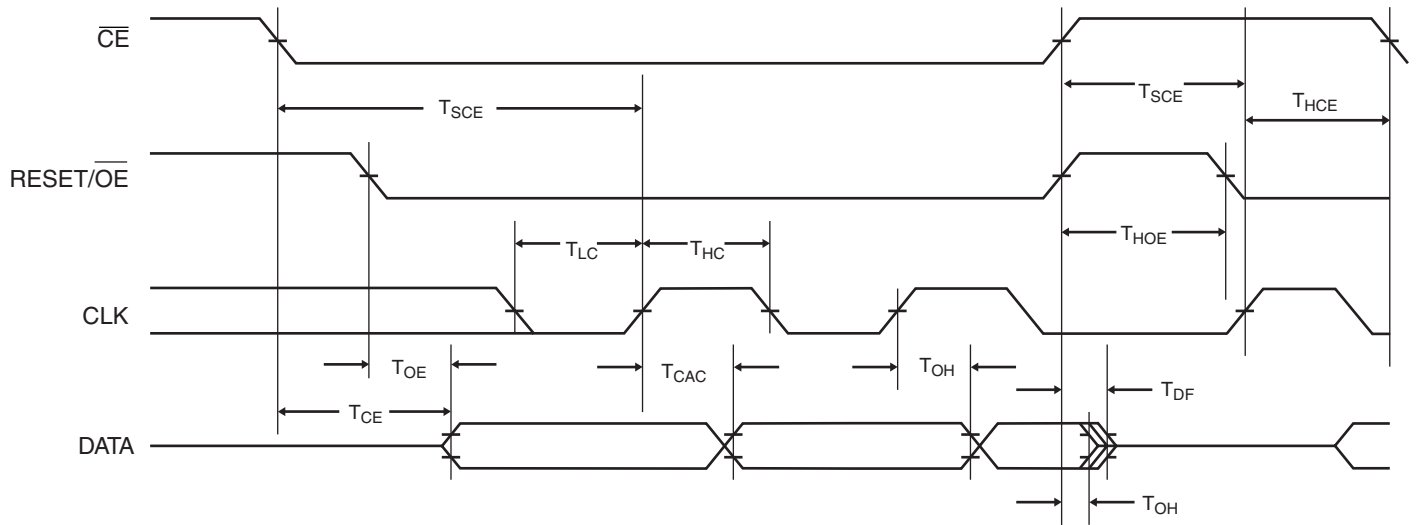 CE
T_SCE
T_SCE
T_HCE
RESET/OE
T_LC
T_HC
T_HOE
CLK
T_OE
T_CAC
T_OH
T_DF
T_CE
DATA
T_OH